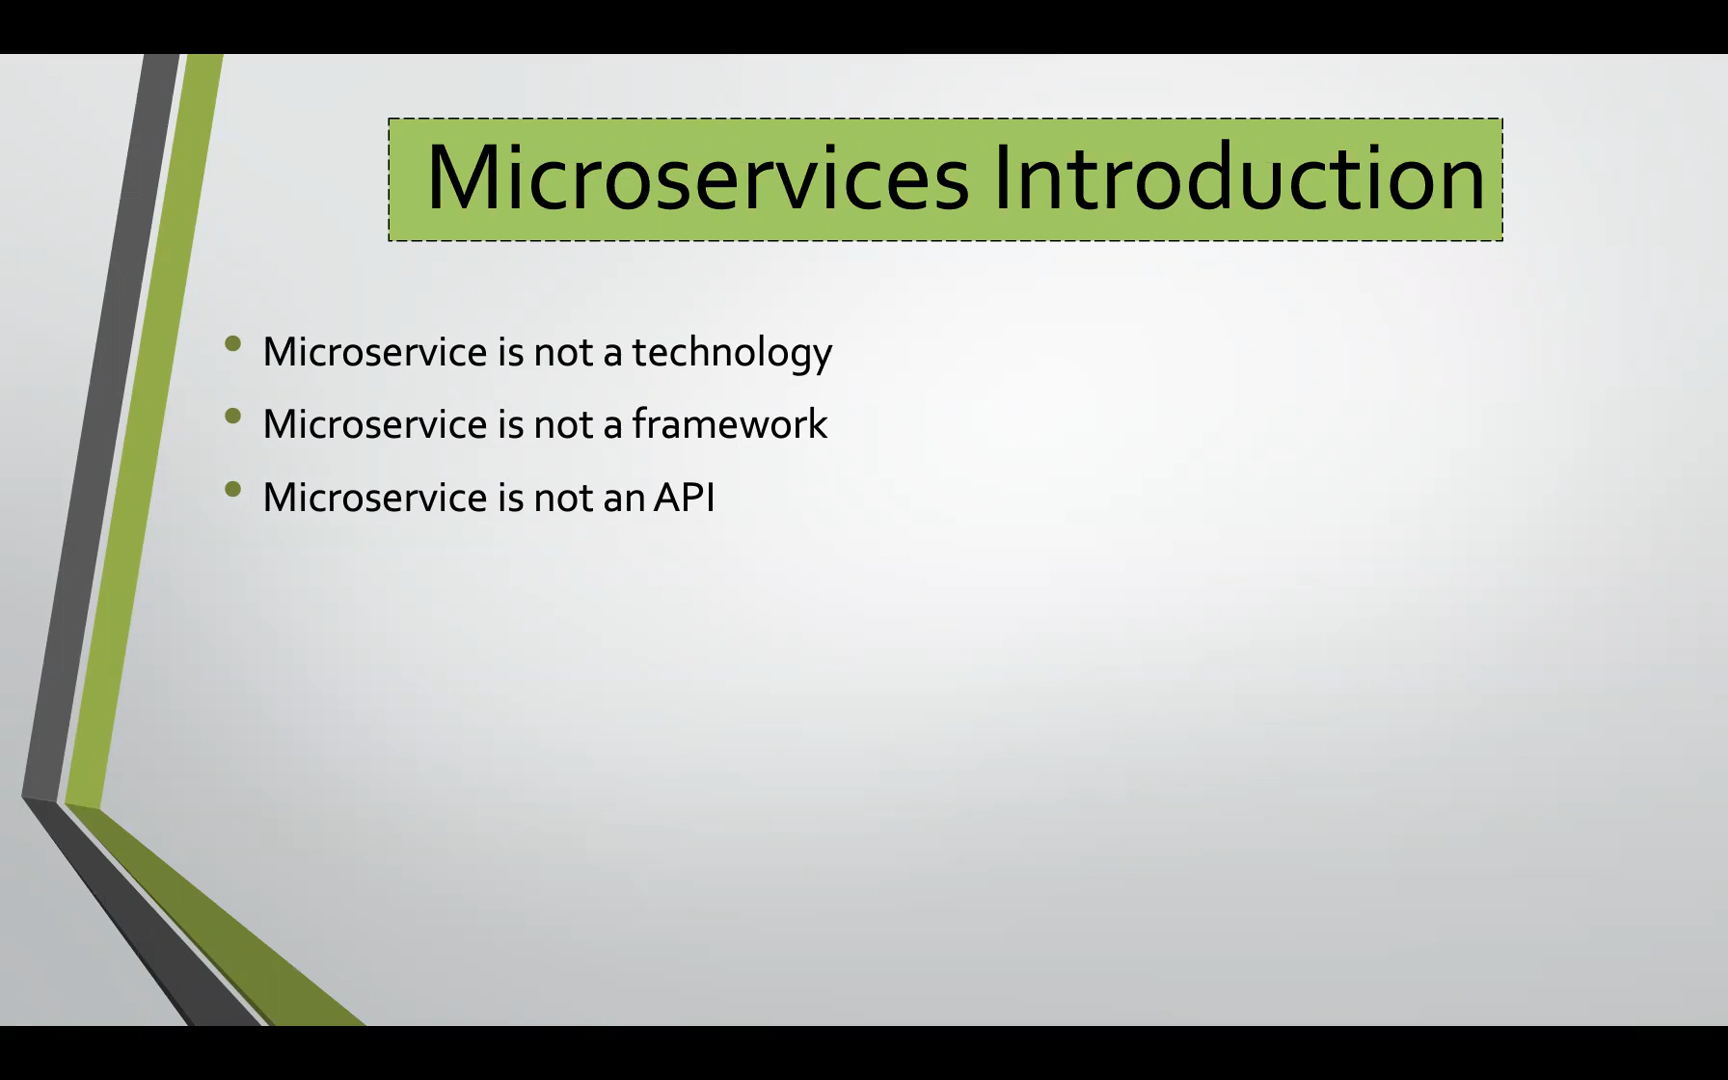 Microservices Introduction
Microservice is not a technology
Microservice is not a framework
Microservice is not an API